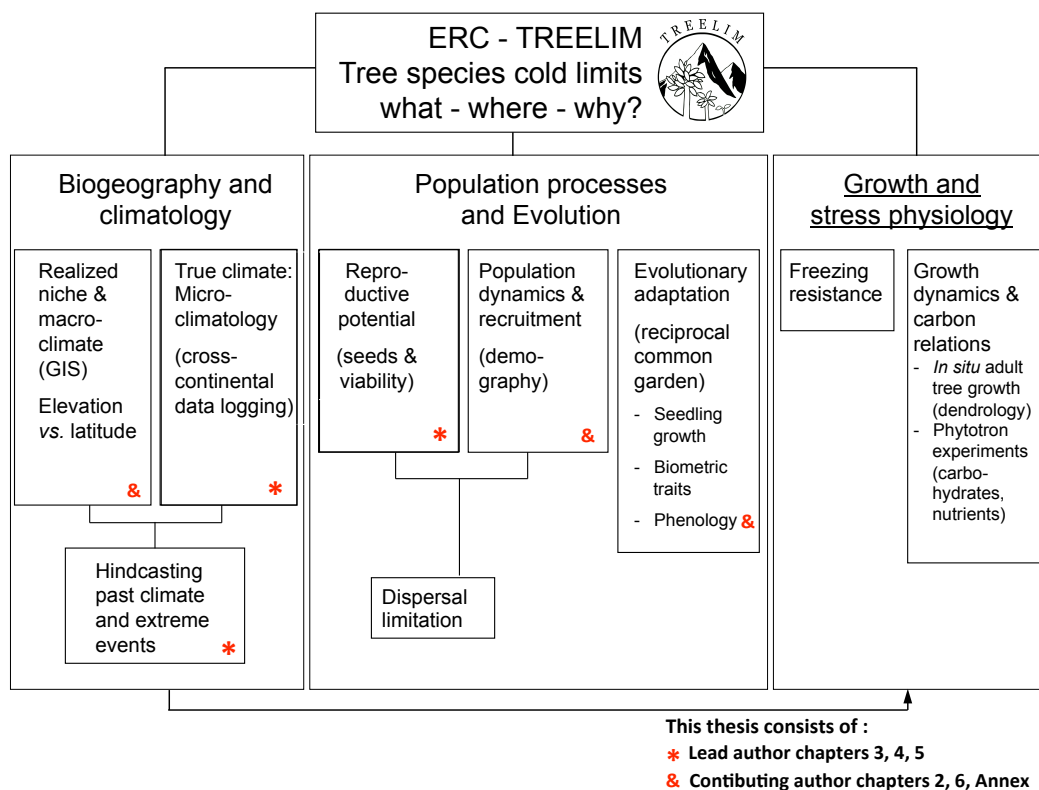 ERC - TREELIM
Tree species cold limits
what - where - why?
TREELIM
Biogeography and
climatology
Realized
niche &
macro-
climate
(GIS)
Elevation
vs. latitude
&
True climate:
Micro-
climatology
(cross-
continental
data logging)
*
Hindcasting
past climate
and extreme
events
*
Population processes
and Evolution
Repro-
ductive
potential
(seeds &
viability)
*
Population
dynamics &
recruitment
(demo-
graphy)
&
Dispersal
limitation
Evolutionary
adaptation
(reciprocal
common
garden)
- Seedling
growth
- Biometric
traits
- Phenology &
Growth and
stress physiology
Freezing
resistance
Growth
dynamics &
carbon
relations
- In situ adult
tree growth
(dendrology)
- Phytotron
experiments
(carbo-
hydrates,
nutrients)
This thesis consists of :
* Lead author chapters 3, 4, 5
& Contibuting author chapters 2, 6, Annex